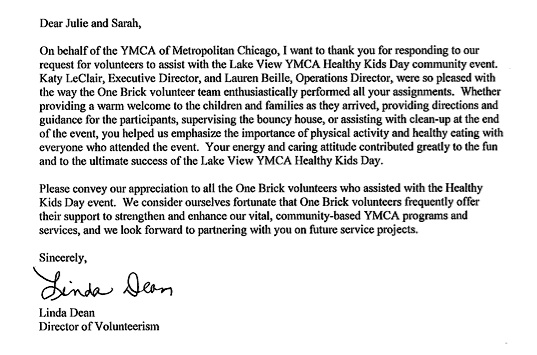 Dear Julie and Sarah,
On behalf of the YMCA of Metropolitan Chicago, I want to thank you for responding to our
request for volunteers to assist with the Lake View YMCA Healthy Kids Day community event.
Katy LeClair, Executive Director, and Lauren Beille, Operations Director, were so pleased with
the way the One Brick volunteer team enthusiastically performed all your assignments. Whether
providing a warm welcome to the children and families as they arrived, providing directions and
guidance for the participants, supervising the bouncy house, or assisting with clean-up at the end
of the event, you helped us emphasize the importance of physical activity and healthy eating with
everyone who attended the event. Your energy and caring attitude contributed greatly to the fun
and to the ultimate success of the Lake View YMCA Healthy Kids Day.
Please convey our appreciation to all the One Brick volunteers who assisted with the Healthy
Kids Day event. We consider ourselves fortunate that One Brick volunteers frequently offer
their support to strengthen and enhance our vital, community-based YMCA programs and
services, and we look forward to partnering with you on future service projects.
Sincerely,
Linda Dean
Linda Dean
Director of Volunteerism